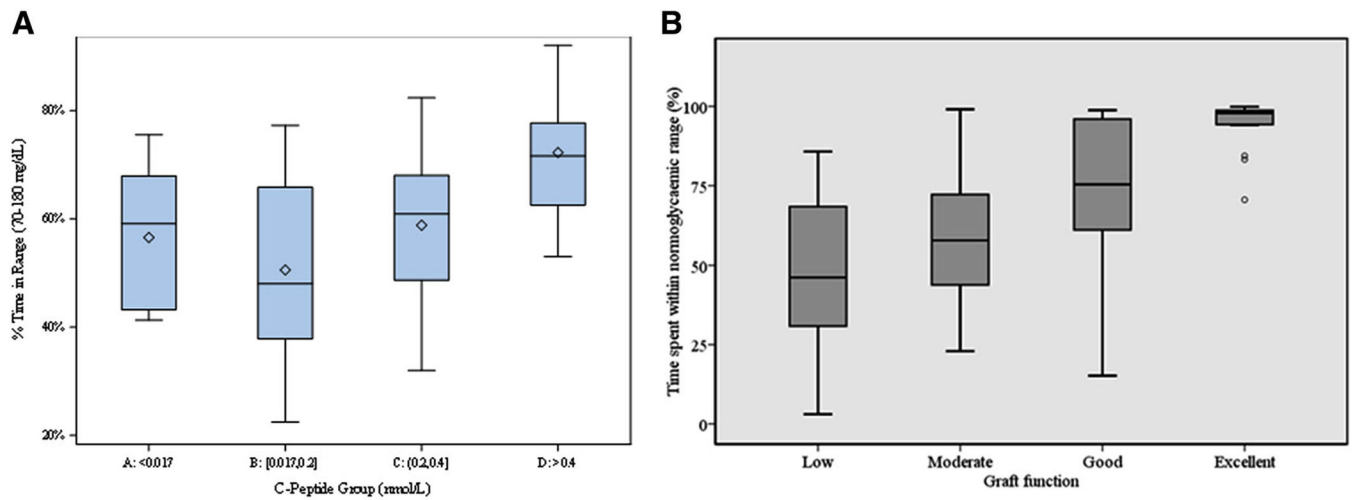 A
% Time in Range (70-180 mg/dL)
80%
60%
40%
20%
A: <0.017
B: [0.017,0.2]
C: (0.2,0.4]
D: >0.4
C-Peptide Group (nmol/L)
B
Time spent within normoglycaemic range (%)
100
75
50
25
0
Low
Moderate
Good
Excellent
Graft function